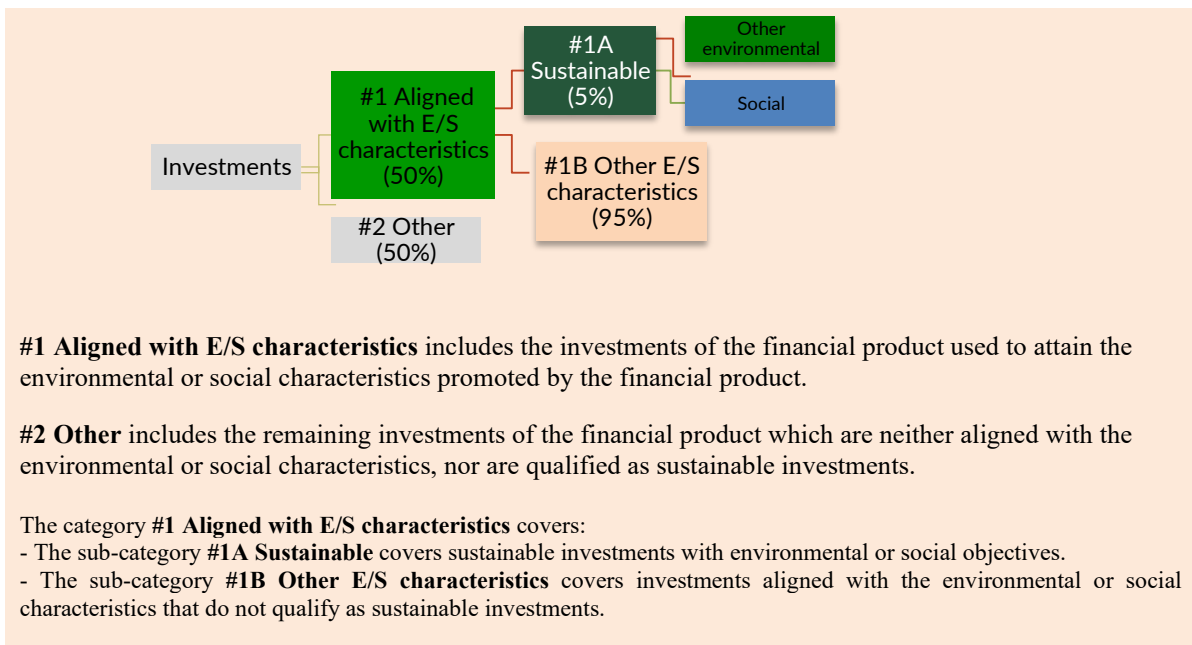 Investments
#1 Aligned
with E/S
characteristics
(50%)
#2 Other
(50%)
#1A
Sustainable
(5%)
#1B Other E/S
characteristics
(95%)
Other
environmental
Social
#1 Aligned with E/S characteristics includes the investments of the financial product used to attain the
environmental or social characteristics promoted by the financial product.
#2 Other includes the remaining investments of the financial product which are neither aligned with the
environmental or social characteristics, nor are qualified as sustainable investments.
The category #1 Aligned with E/S characteristics covers:
- The sub-category #1A Sustainable covers sustainable investments with environmental or social objectives.
- The sub-category #1B Other E/S characteristics covers investments aligned with the environmental or social
characteristics that do not qualify as sustainable investments.